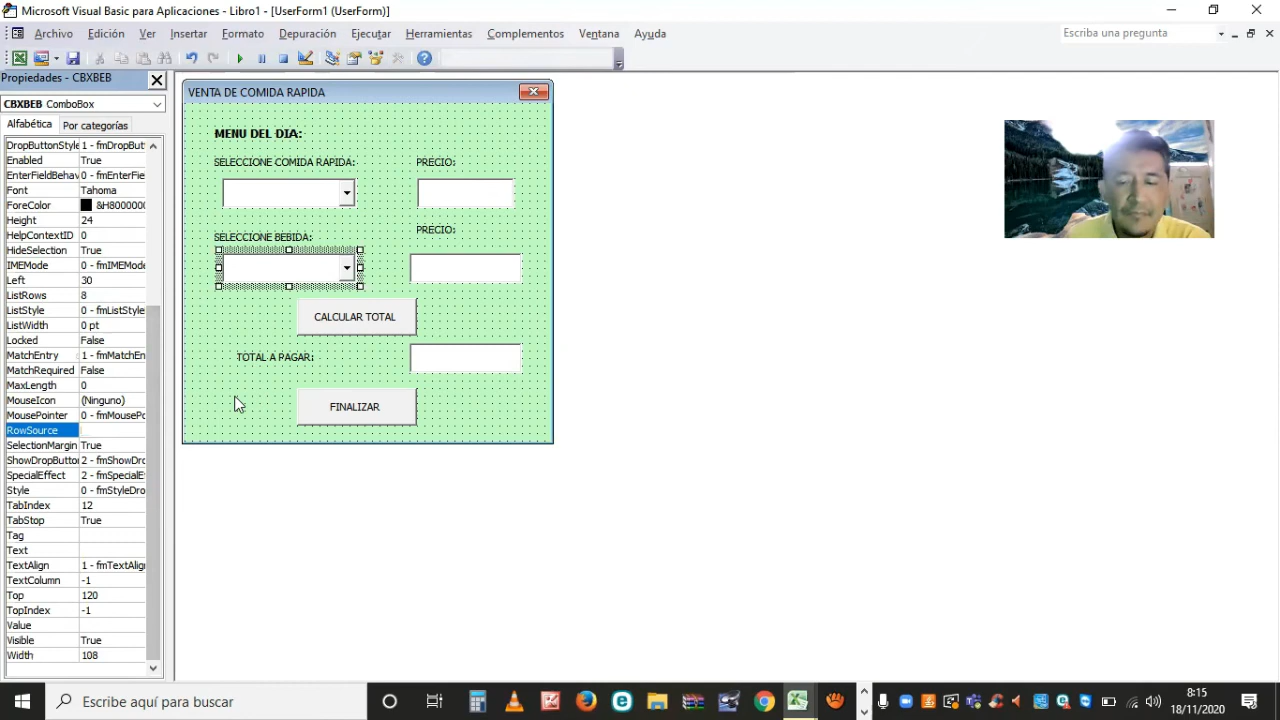 Microsoft Visual Basic para Aplicaciones - Libro1 - [UserForm1 (UserForm)]
Archivo Edición Ver Insertar Formato Depuración Ejecutar Herramientas Complementos Ventana Ayuda
Escriba una pregunta
Propiedades - CBXBEB
CBXBEB ComboBox
Alfabética Por categorías
DropButtonStyle 1 - fmDropBut
Enabled True
EnterFieldBehav 0 - fmEnterFie
Font Tahoma
ForeColor &H800000
Height 24
HelpContextID 0
HideSelection True
IMEMode 0 - fmIMEMode
Left 30
ListRows 8
ListStyle 0 - fmListStyle
ListWidth 0 pt
Locked False
MatchEntry 1 - fmMatchEn
MatchRequired False
MaxLength 0
MouseIcon (Ninguno)
MousePointer 0 - fmMousePo
RowSource
SelectionMargin True
ShowDropButto 2 - fmShowDro
SpecialEffect 2 - fmSpecialEf
Style 0 - fmStyleDro
TabIndex 12
TabStop True
Tag
Text
TextAlign 1 - fmTextAlig
TextColumn -1
Top 120
TopIndex -1
Value
Visible True
Width 108
VENTA DE COMIDA RAPIDA
MENU DEL DIA:
SELECCIONE COMIDA RAPIDA: PRECIO:
SELECCIONE BEBIDA: PRECIO:
CALCULAR TOTAL
TOTAL A PAGAR:
FINALIZAR
Escribe aquí para buscar
8:15
18/11/2020